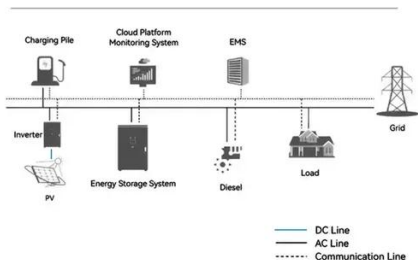 Charging Pile
Cloud Platform
Monitoring System
EMS
Grid
Inverter
PV
Energy Storage System
Diesel
Load
DC Line
AC Line
Communication Line